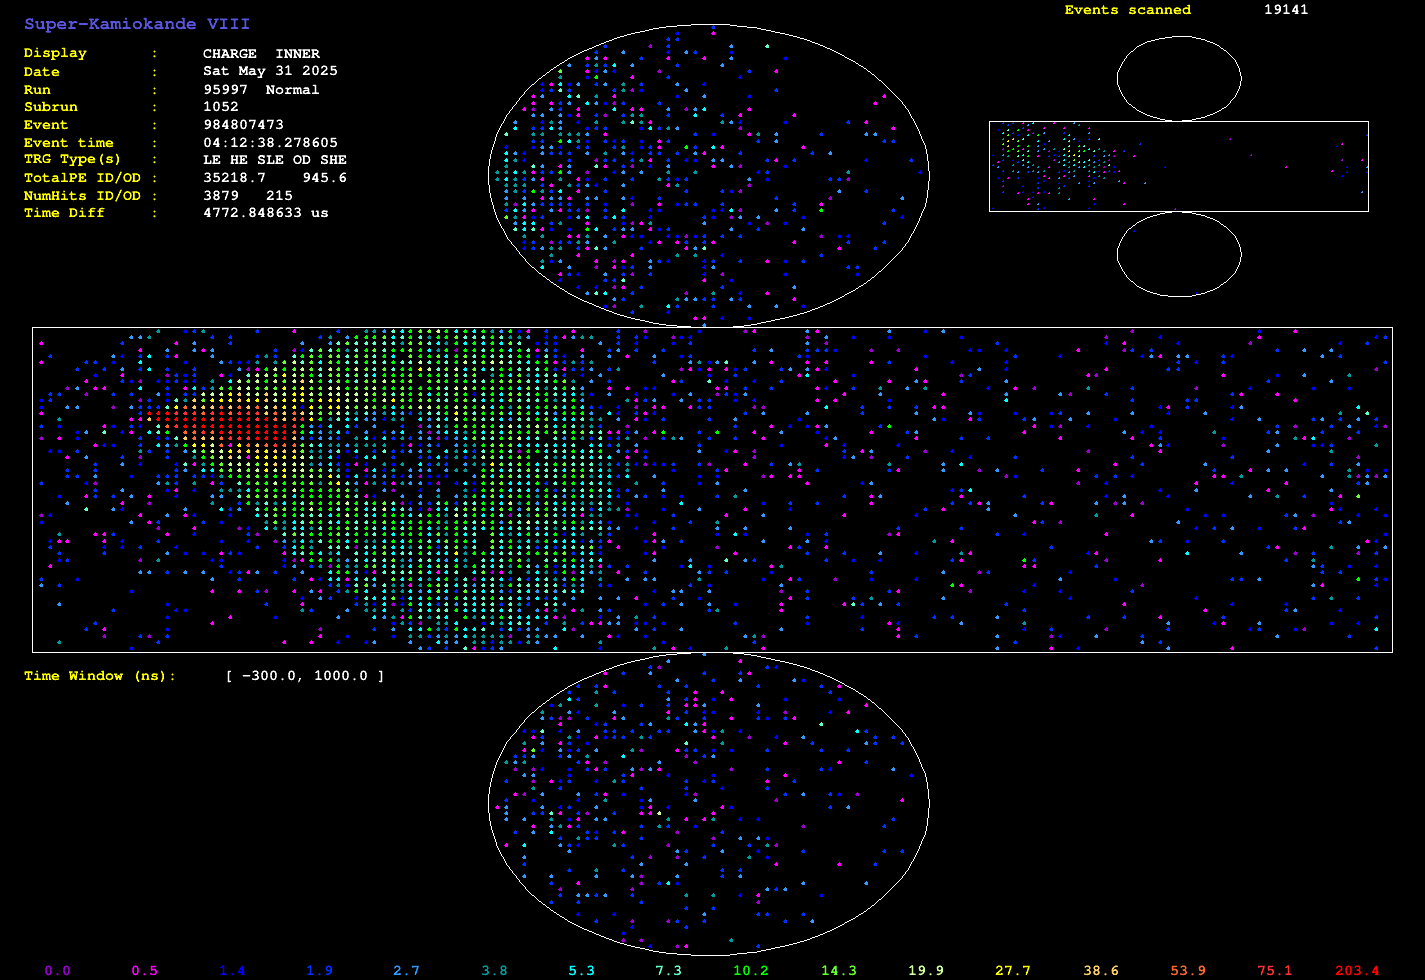 Super-Kamiokande VIII
Events scanned 19141
Display : CHARGE INNER
Date : Sat May 31 2025
Run : 95997 Normal
Subrun : 1052
Event : 984807473
Event time : 04:12:38.278605
TRG Type(s) : LE HE SLE OD SHE
TotalPE ID/OD : 35218.7 945.6
NumHits ID/OD : 3879 215
Time Diff : 4772.848633 us
Time Window (ns): [ -300.0, 1000.0 ]
0.0 0.5 1.4 1.9 2.7 3.8 5.3 7.3 10.2 14.3 19.9 27.7 38.6 53.9 75.1 203.4